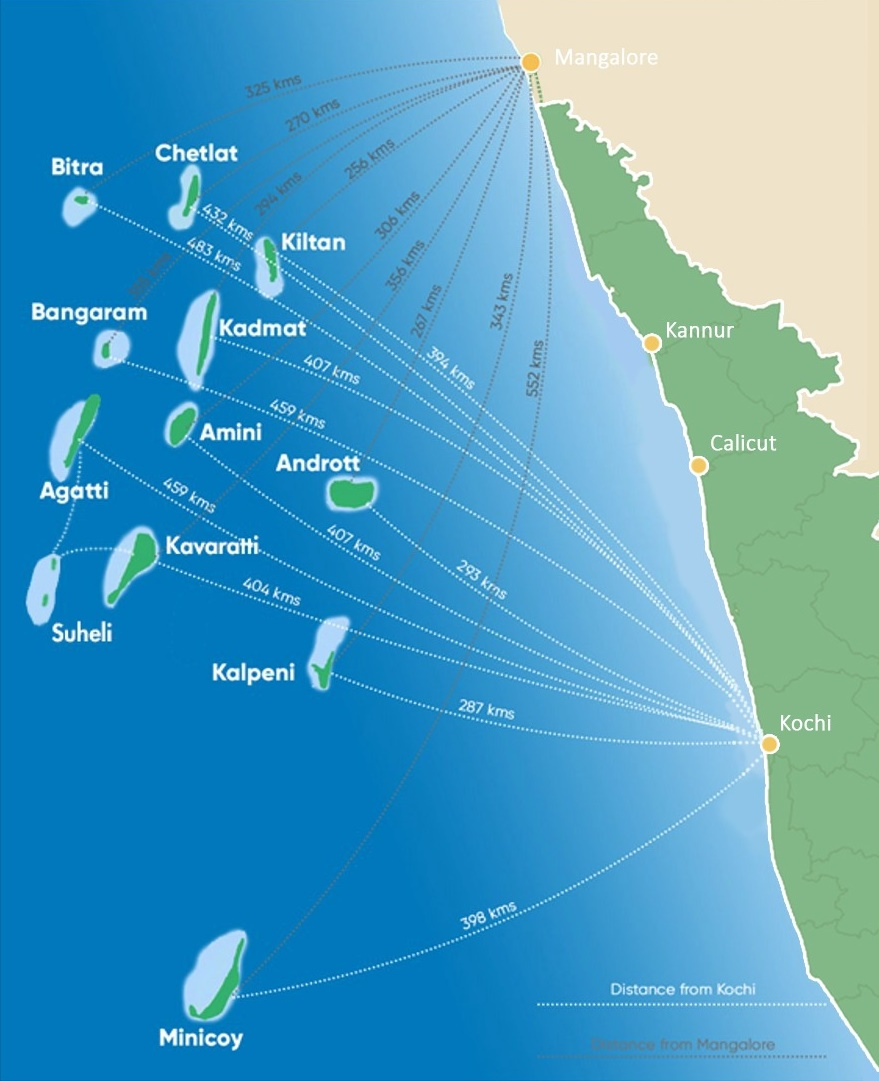 Mangalore
325 kms
270 kms
Chetlat
256 kms
Bitra
294 kms
432 kms
306 kms
Kiltan
483 kms
356 kms
343 kms
267 kms
Bangaram
Kadmat
Kannur
394 kms
407 kms
552 kms
459 kms
Amini
Calicut
Andrott
Agatti
459 kms
407 kms
Kavaratti
293 kms
404 kms
Suheli
Kalpeni
287 kms
Kochi
398 kms
Distance from Kochi
Minicoy
Distance from Mangalore